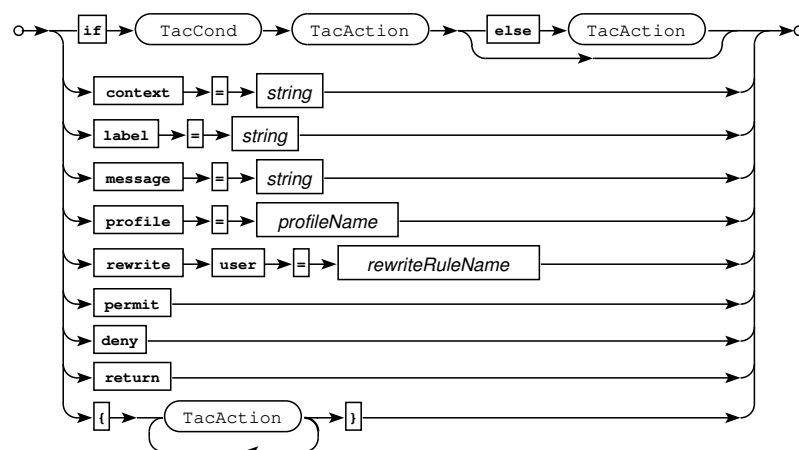 if TacCond TacAction else TacAction
context = string
label = string
message = string
profile = profileName
rewrite user = rewriteRuleName
permit
deny
return
{ TacAction }